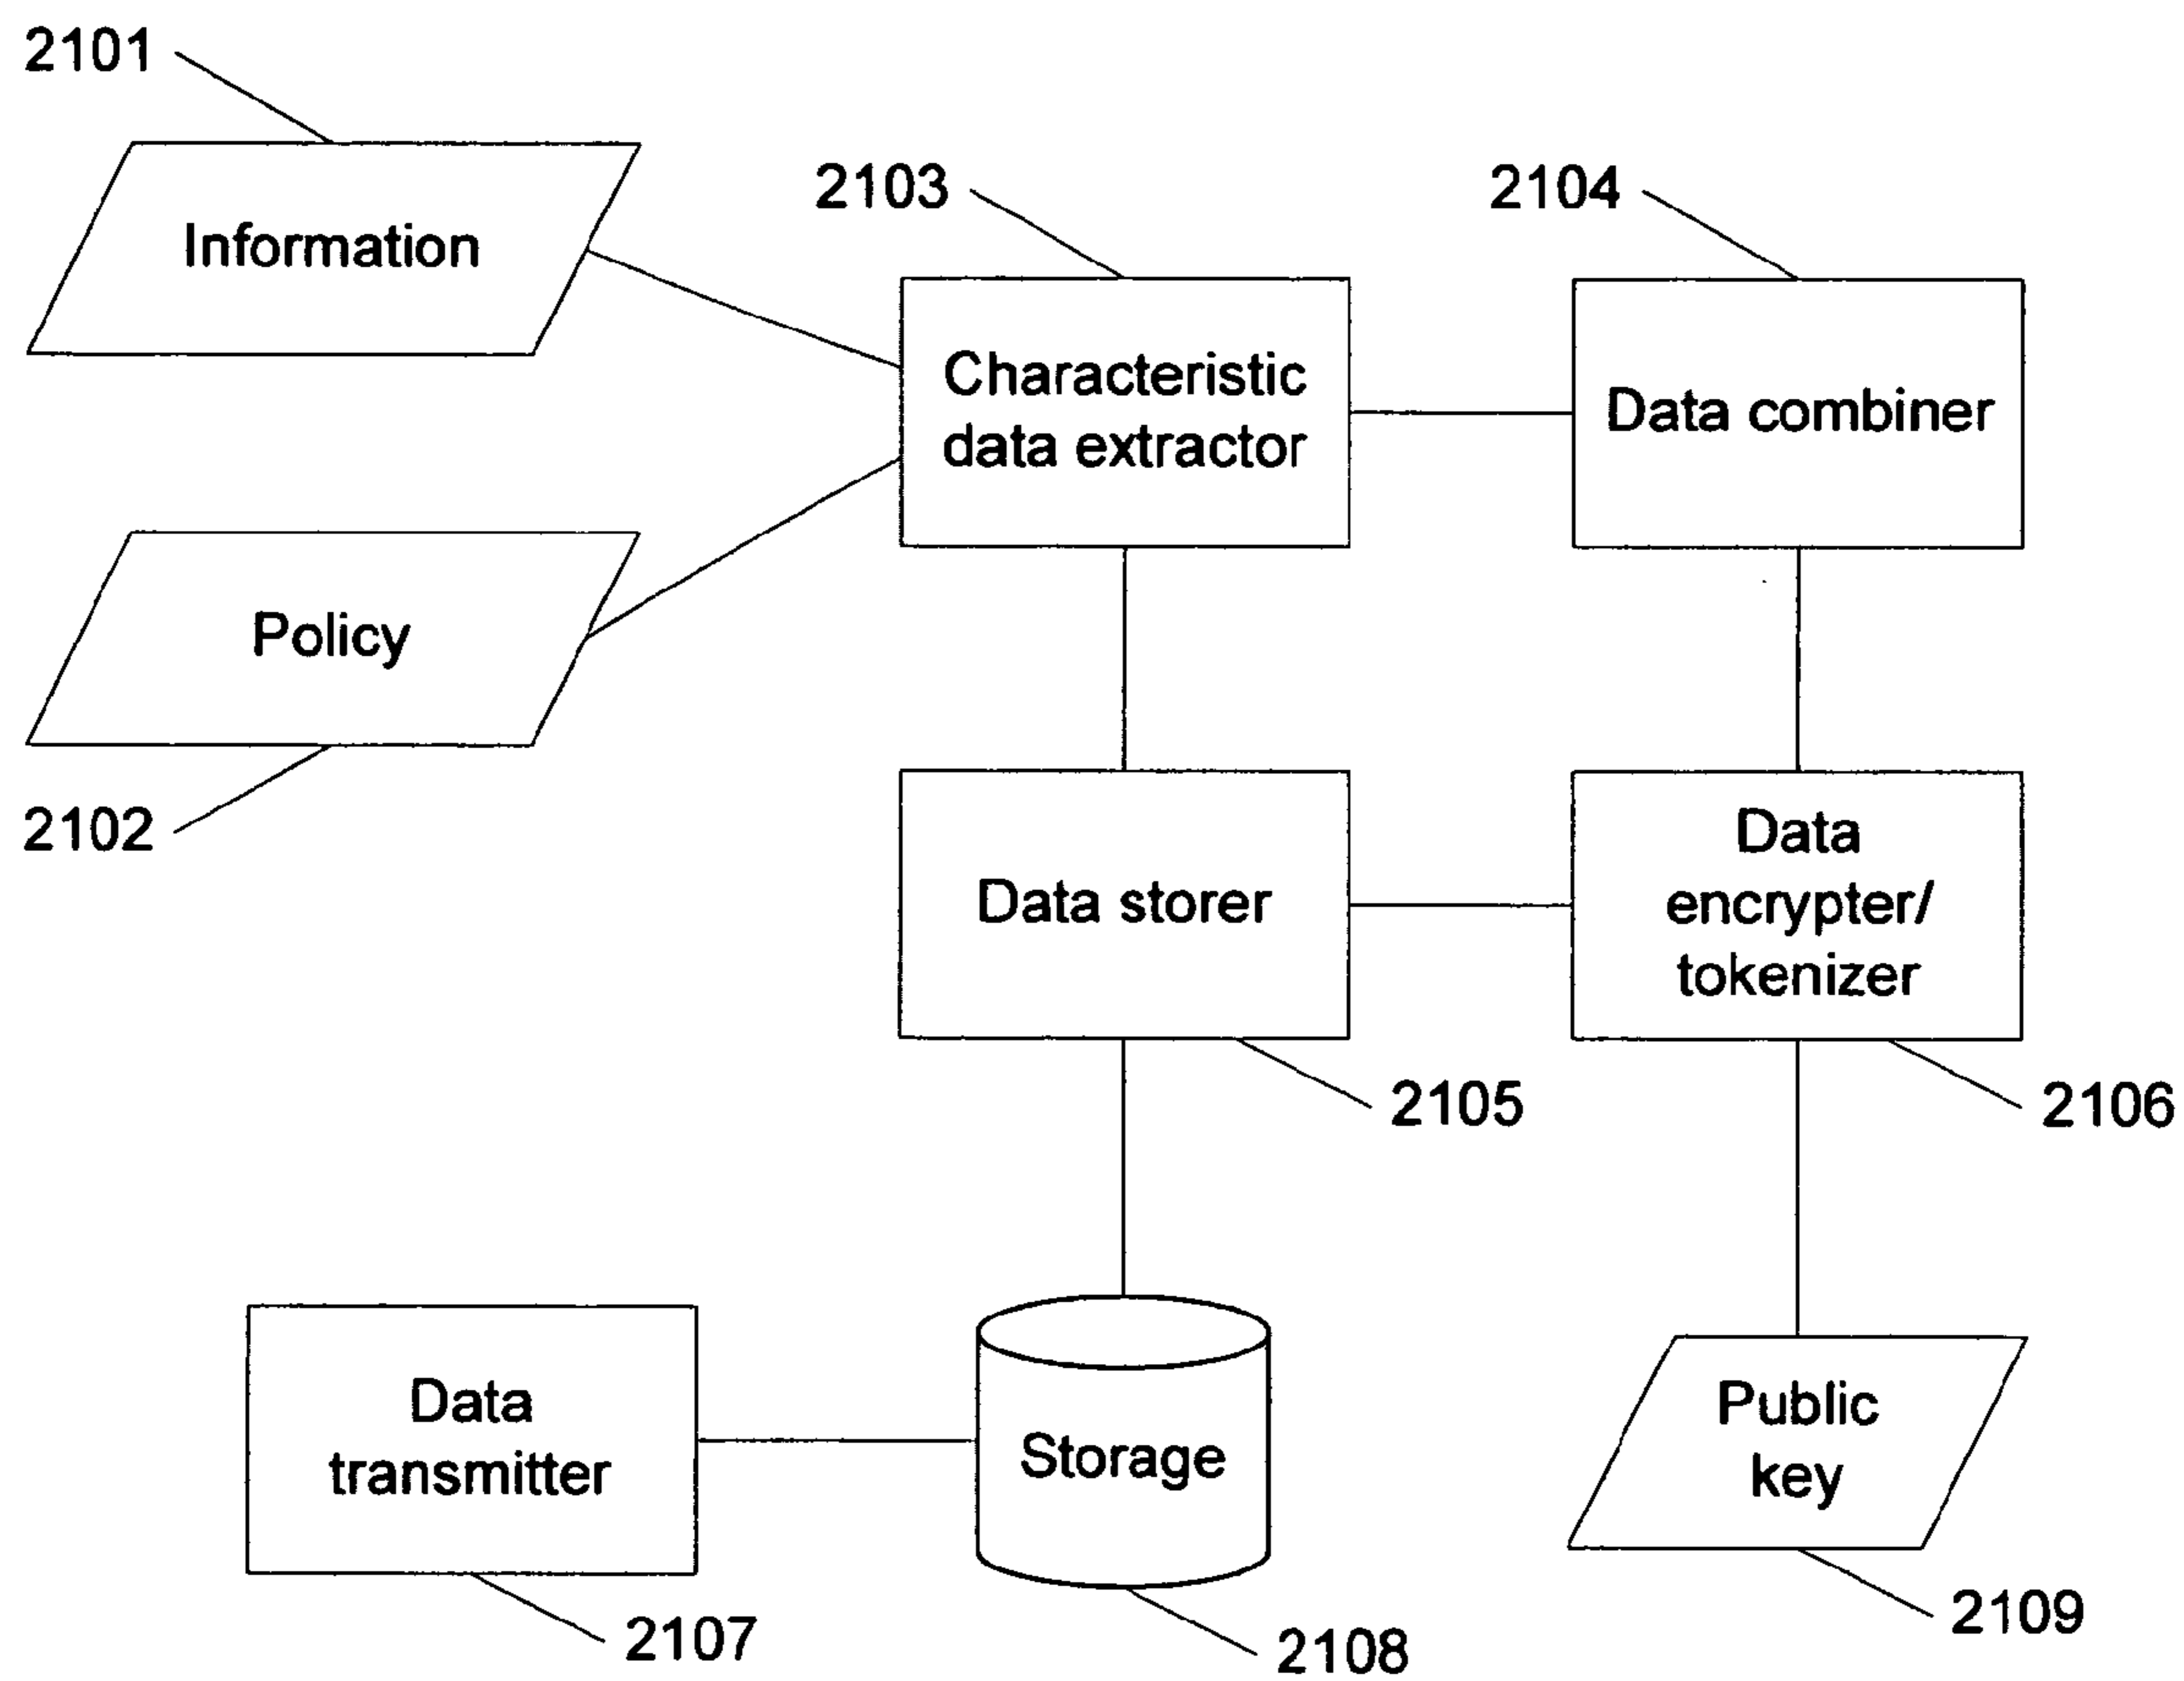 2101
Information
2103
2104
Characteristic
data extractor
Data combiner
Policy
2102
Data storer
Data
encrypter/
tokenizer
2105
2106
Data
transmitter
Storage
Public
key
2107
2108
2109